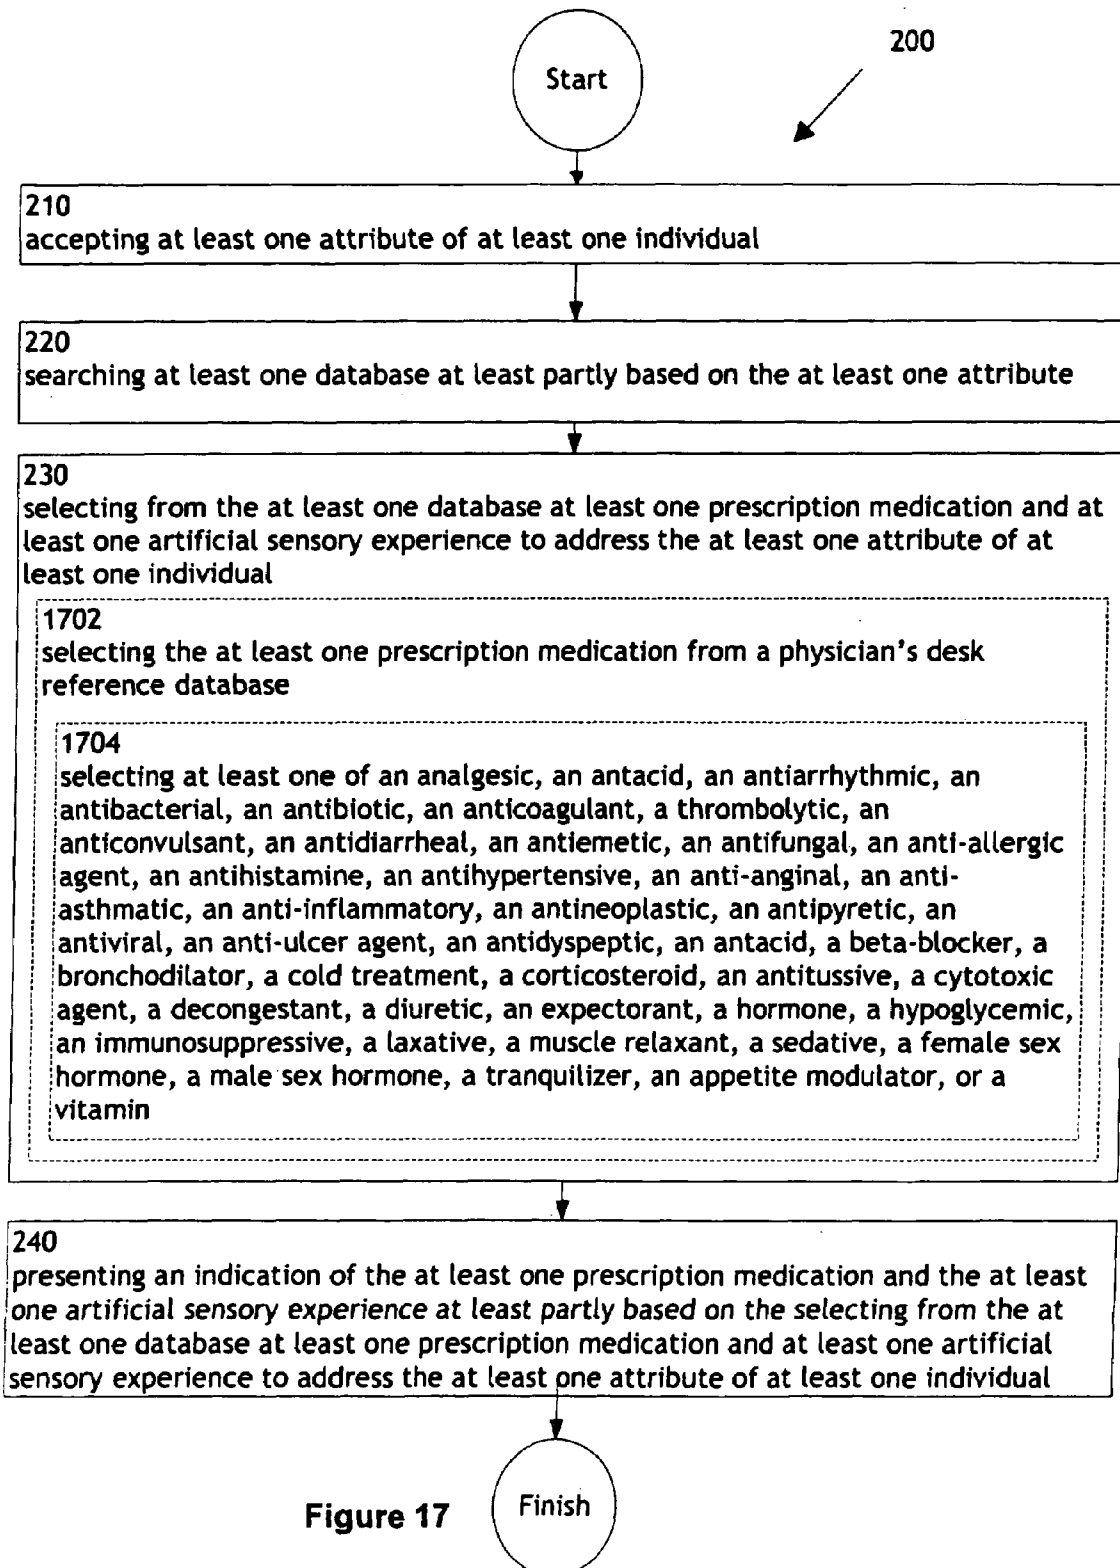 200
Start
210
accepting at least one attribute of at least one individual
220
searching at least one database at least partly based on the at least one attribute
230
selecting from the at least one database at least one prescription medication and at
least one artificial sensory experience to address the at least one attribute of at
least one individual
1702
selecting the at least one prescription medication from a physician's desk
reference database
1704
selecting at least one of an analgesic, an antacid, an antiarrhythmic, an
antibacterial, an antibiotic, an anticoagulant, a thrombolytic, an
anticonvulsant, an antidiarrheal, an antiemetic, an antifungal, an anti-allergic
agent, an antihistamine, an antihypertensive, an anti-anginal, an anti-
asthmatic, an anti-inflammatory, an antineoplastic, an antipyretic, an
antiviral, an anti-ulcer agent, an antidyspeptic, an antacid, a beta-blocker, a
bronchodilator, a cold treatment, a corticosteroid, an antitussive, a cytotoxic
agent, a decongestant, a diuretic, an expectorant, a hormone, a hypoglycemic,
an immunosuppressive, a laxative, a muscle relaxant, a sedative, a female sex
hormone, a male sex hormone, a tranquilizer, an appetite modulator, or a
vitamin
240
presenting an indication of the at least one prescription medication and the at least
one artificial sensory experience at least partly based on the selecting from the at
least one database at least one prescription medication and at least one artificial
sensory experience to address the at least one attribute of at least one individual
Finish
Figure 17